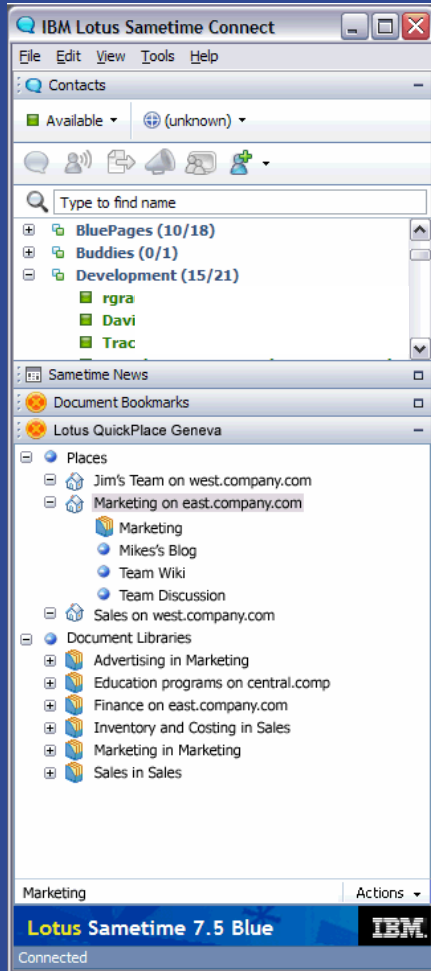 IBM Lotus Sametime Connect
File Edit View Tools Help
Contacts
Available (unknown)
Type to find name
BluePages (10/18)
Buddies (0/1)
Development (15/21)
rgra
Davi
Trac
Sametime News
Document Bookmarks
Lotus QuickPlace Geneva
Places
Jim's Team on west.company.com
Marketing on east.company.com
Marketing
Mikes's Blog
Team Wiki
Team Discussion
Sales on west.company.com
Document Libraries
Advertising in Marketing
Education programs on central.comp
Finance on east.company.com
Inventory and Costing in Sales
Marketing in Marketing
Sales in Sales
Marketing Actions
Lotus Sametime 7.5 Blue IBM.
Connected